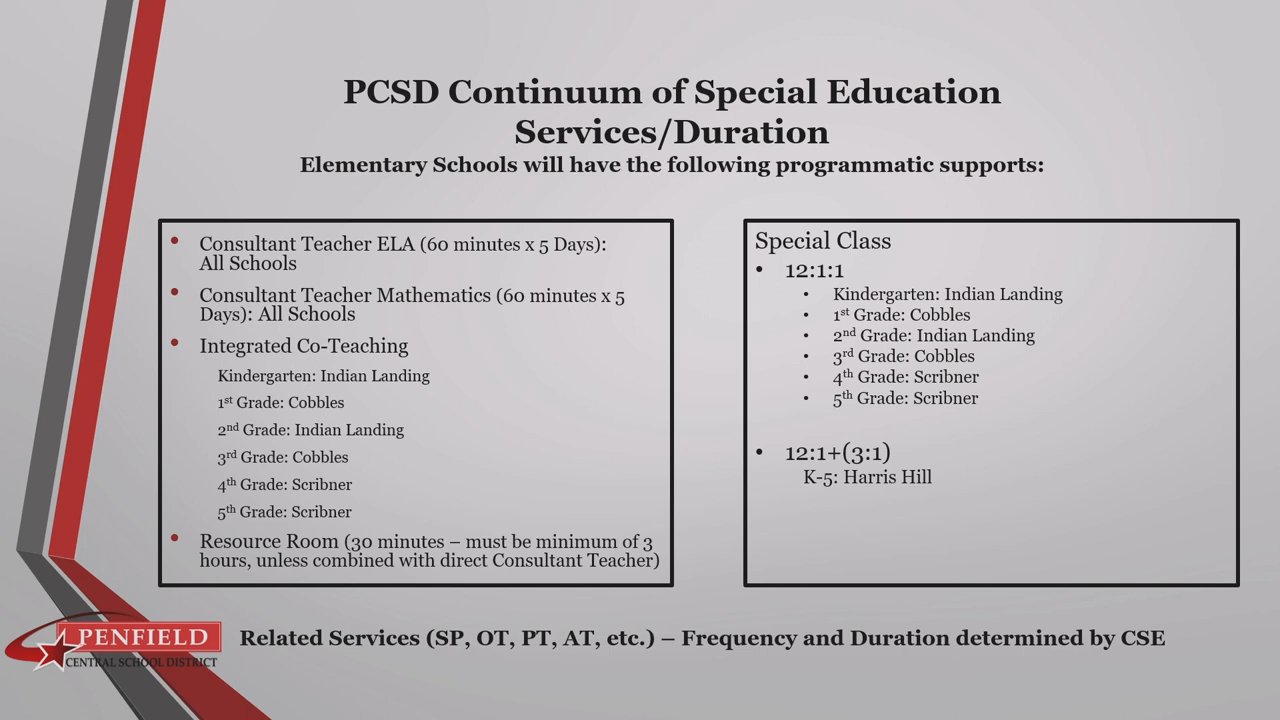 PCSD Continuum of Special Education
Services/Duration
Elementary Schools will have the following programmatic supports:
• Consultant Teacher ELA (60 minutes x 5 Days):
All Schools
• Consultant Teacher Mathematics (60 minutes x 5
Days): All Schools
• Integrated Co-Teaching
Kindergarten: Indian Landing
1st Grade: Cobbles
2nd Grade: Indian Landing
3rd Grade: Cobbles
4th Grade: Scribner
5th Grade: Scribner
• Resource Room (30 minutes – must be minimum of 3
hours, unless combined with direct Consultant Teacher)
Special Class
• 12:1:1
• Kindergarten: Indian Landing
• 1st Grade: Cobbles
• 2nd Grade: Indian Landing
• 3rd Grade: Cobbles
• 4th Grade: Scribner
• 5th Grade: Scribner
• 12:1+(3:1)
K-5: Harris Hill
PENFIELD
CENTRAL SCHOOL DISTRICT
Related Services (SP, OT, PT, AT, etc.) – Frequency and Duration determined by CSE